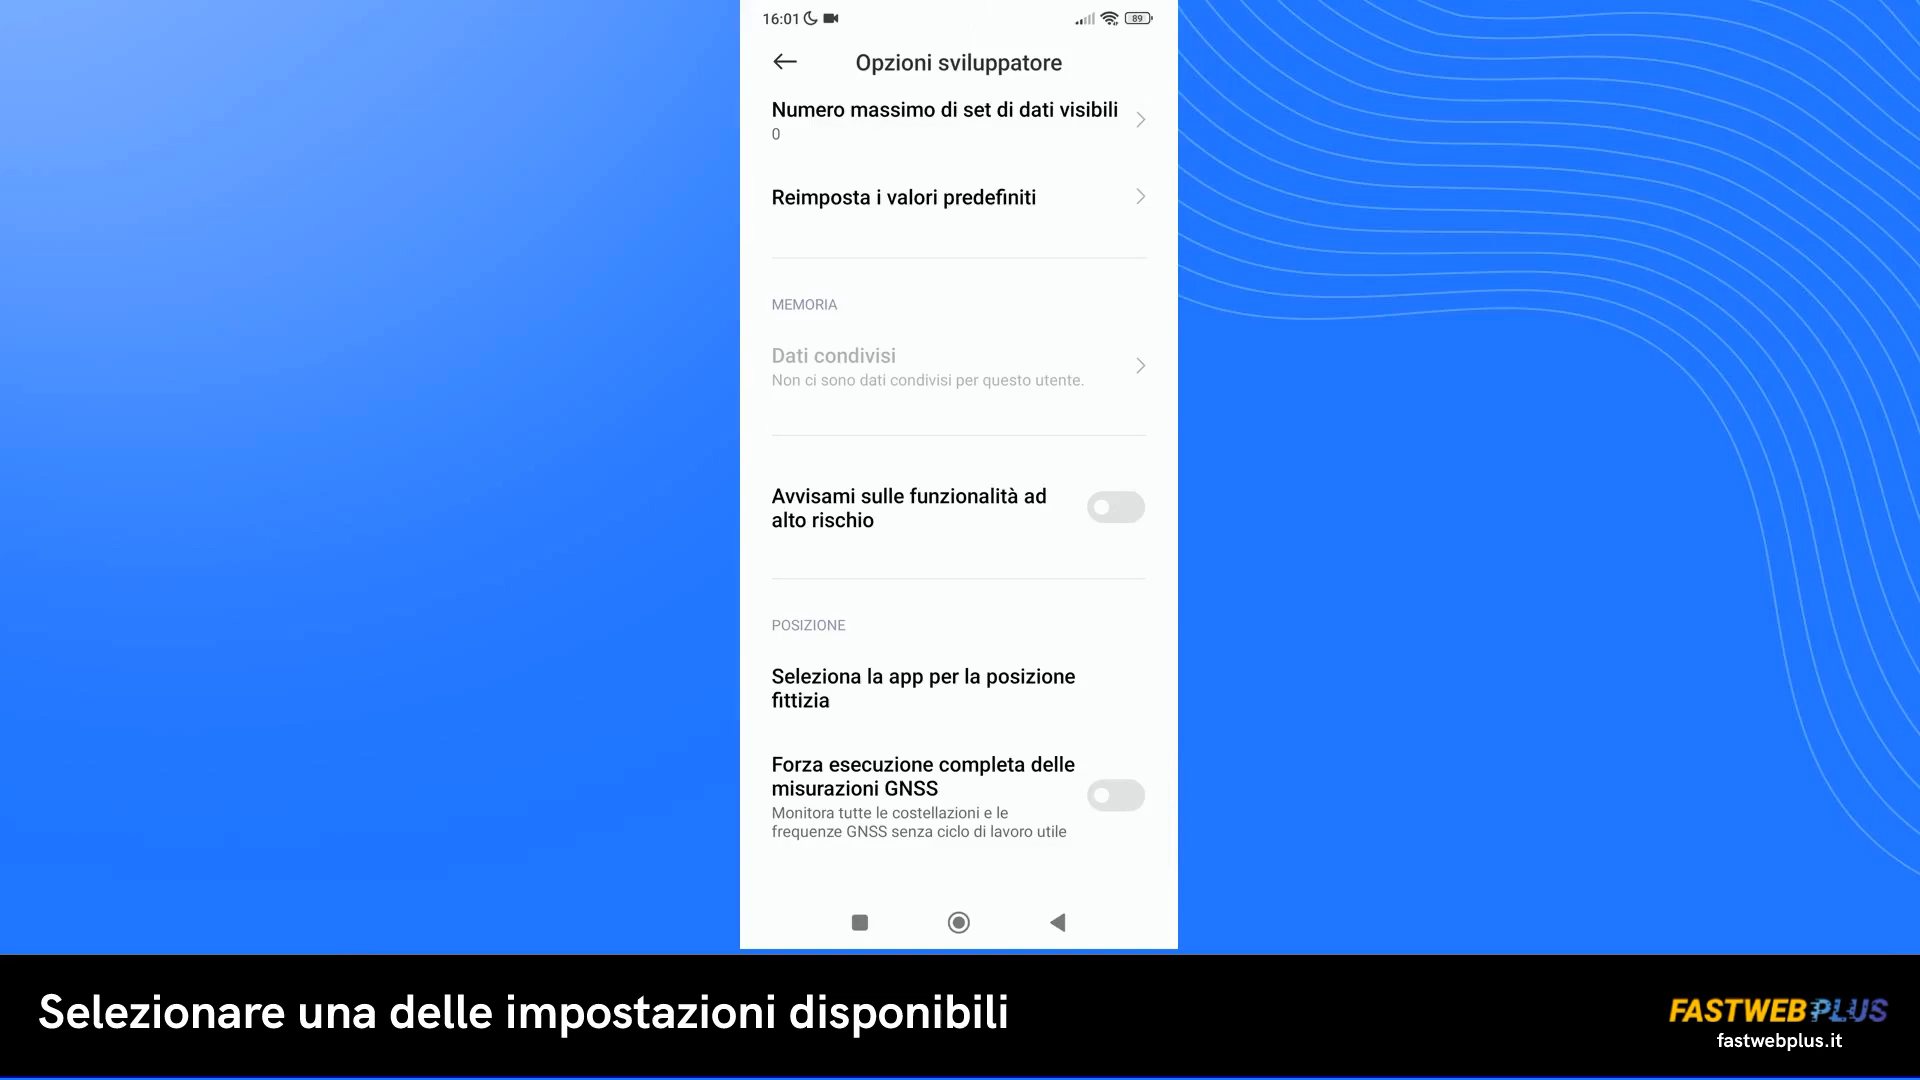 16:01
89
Opzioni sviluppatore
Numero massimo di set di dati visibili
0
Reimposta i valori predefiniti
MEMORIA
Dati condivisi
Non ci sono dati condivisi per questo utente.
Avvisami sulle funzionalità ad
alto rischio
POSIZIONE
Seleziona la app per la posizione
fittizia
Forza esecuzione completa delle
misurazioni GNSS
Monitora tutte le costellazioni e le
frequenze GNSS senza ciclo di lavoro utile
Selezionare una delle impostazioni disponibili
FASTWEB PLUS
fastwebplus.it